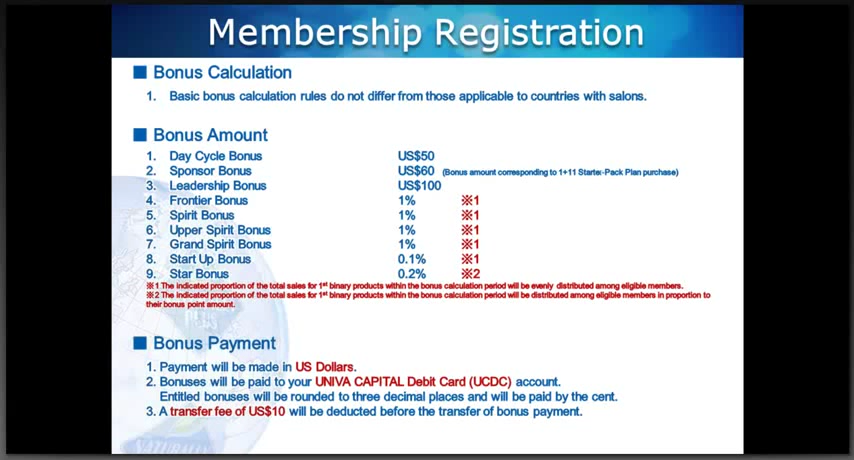 Membership Registration
■ Bonus Calculation
1. Basic bonus calculation rules do not differ from those applicable to countries with salons.
■ Bonus Amount
1. Day Cycle Bonus US$50
2. Sponsor Bonus US$60 (Bonus amount corresponding to 1+11 Starter-Pack Plan purchase)
3. Leadership Bonus US$100
4. Frontier Bonus 1% ※1
5. Spirit Bonus 1% ※1
6. Upper Spirit Bonus 1% ※1
7. Grand Spirit Bonus 1% ※1
8. Start Up Bonus 0.1% ※1
9. Star Bonus 0.2% ※2
※1 The indicated proportion of the total sales for 1st binary products within the bonus calculation period will be evenly distributed among eligible members.
※2 The indicated proportion of the total sales for 1st binary products within the bonus calculation period will be distributed among eligible members in proportion to
their bonus point amount.
■ Bonus Payment
1. Payment will be made in US Dollars.
2. Bonuses will be paid to your UNIVA CAPITAL Debit Card (UCDC) account.
Entitled bonuses will be rounded to three decimal places and will be paid by the cent.
3. A transfer fee of US$10 will be deducted before the transfer of bonus payment.